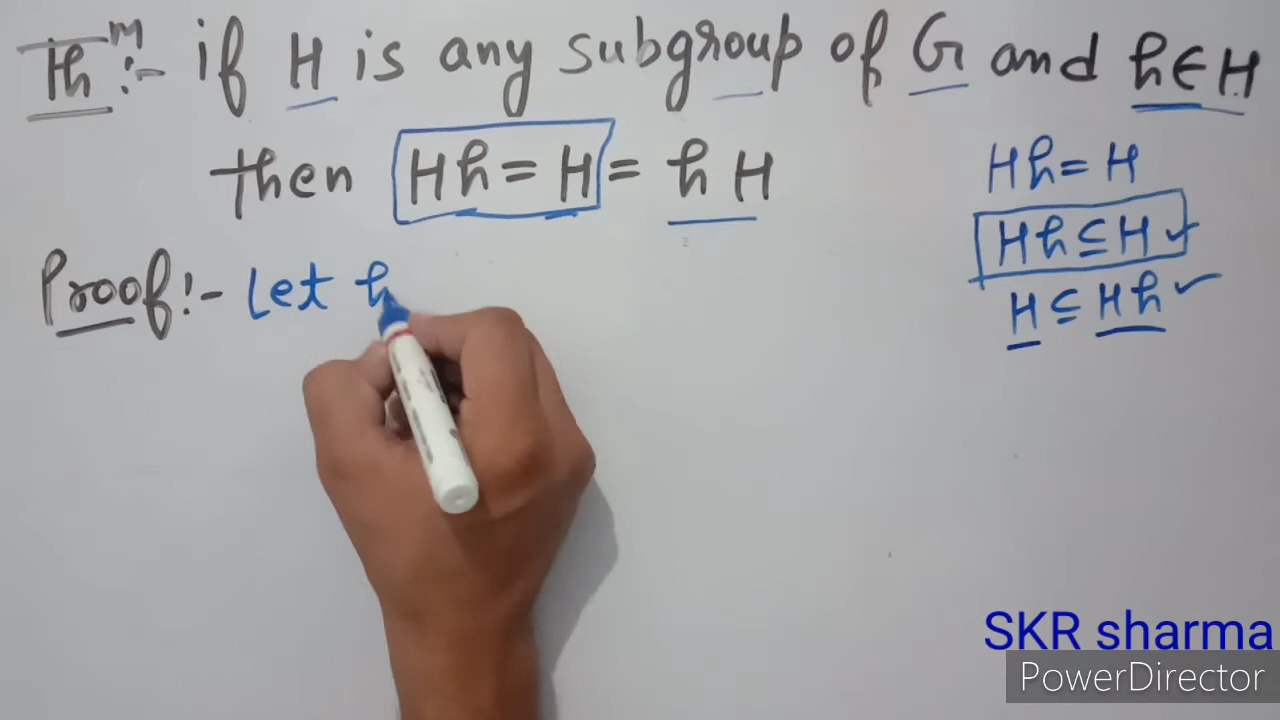 Thᵐ :- if H is any subgroup of G and h∈H
then Hh = H = hH
Hh = H
Hh ⊆ H ✓
H ⊆ Hh ✓
Proof :- Let h
SKR sharma
PowerDirector